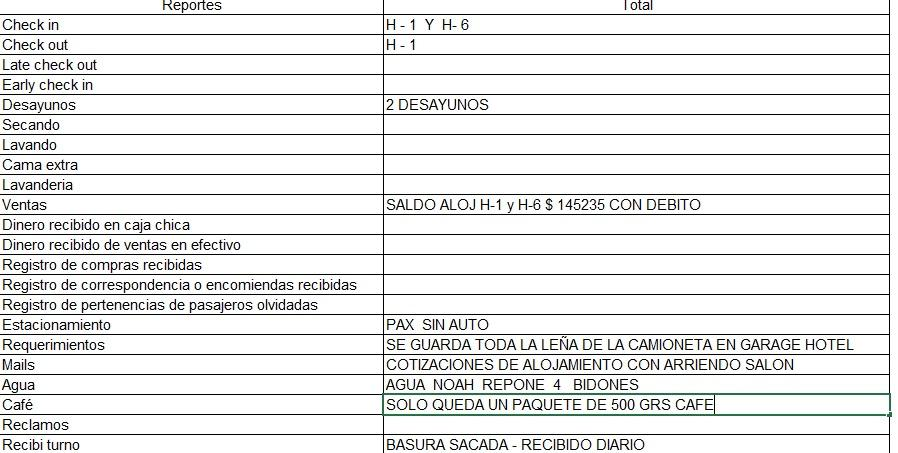 Reportes Total
Check in H - 1 Y H- 6
Check out H - 1
Late check out
Early check in
Desayunos 2 DESAYUNOS
Secando
Lavando
Cama extra
Lavanderia
Ventas SALDO ALOJ H-1 y H-6 $ 145235 CON DEBITO
Dinero recibido en caja chica
Dinero recibido de ventas en efectivo
Registro de compras recibidas
Registro de correspondencia o encomiendas recibidas
Registro de pertenencias de pasajeros olvidadas
Estacionamiento PAX SIN AUTO
Requerimientos SE GUARDA TODA LA LEÑA DE LA CAMIONETA EN GARAGE HOTEL
Mails COTIZACIONES DE ALOJAMIENTO CON ARRIENDO SALON
Agua AGUA NOAH REPONE 4 BIDONES
Café SOLO QUEDA UN PAQUETE DE 500 GRS CAFE
Reclamos
Recibi turno BASURA SACADA - RECIBIDO DIARIO